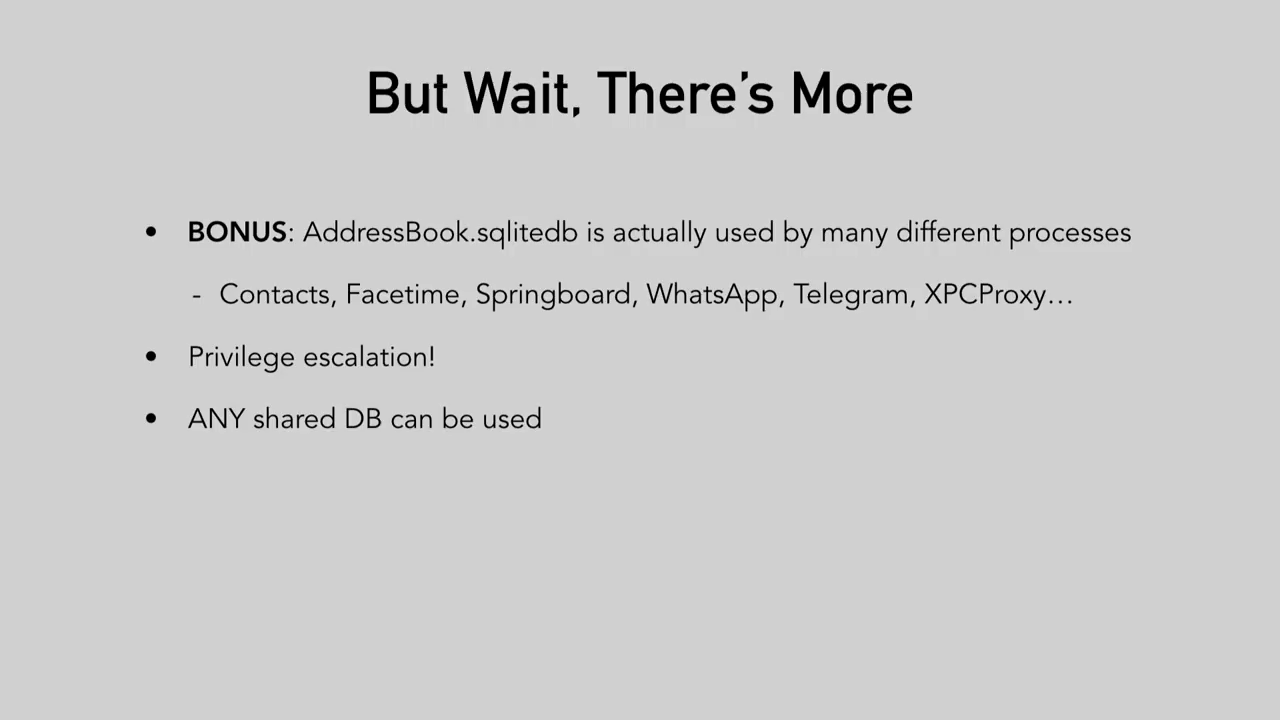 But Wait, There’s More
• BONUS: AddressBook.sqlitedb is actually used by many different processes
- Contacts, Facetime, Springboard, WhatsApp, Telegram, XPCProxy…
• Privilege escalation!
• ANY shared DB can be used